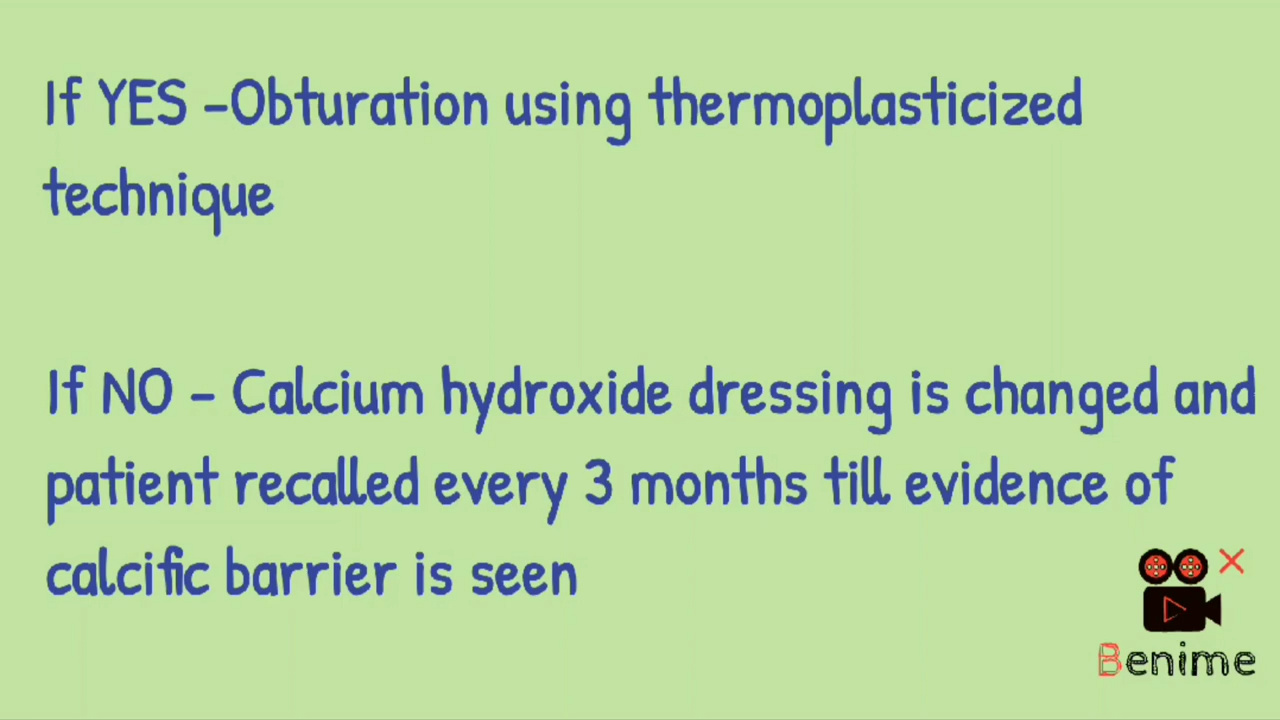 If YES -Obturation using thermoplasticized
technique
If NO - Calcium hydroxide dressing is changed and
patient recalled every 3 months till evidence of
calcific barrier is seen
Benime